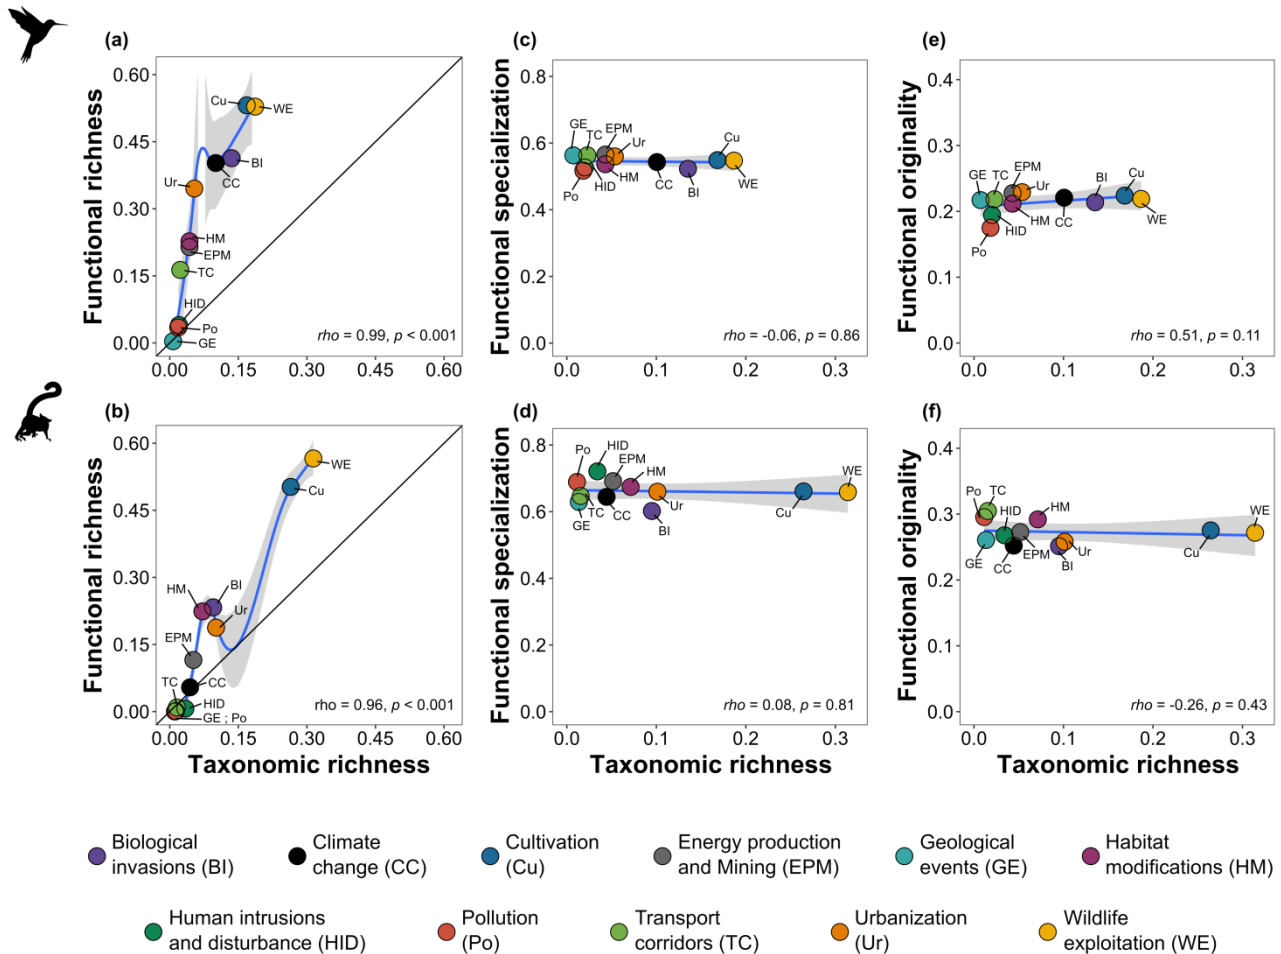 (a)
Functional richness
0.60
0.45
0.30
0.15
0.00
Cu
WE
BI
CC
Ur
HM
EPM
TC
HID
Po
GE
rho = 0.99, p < 0.001
0.00 0.15 0.30 0.45 0.60
(c)
Functional specialization
0.8
0.6
0.4
0.2
0.0
GE
TC
EPM
Ur
Cu
Po
HID
HM
CC
BI
WE
rho = -0.06, p = 0.86
0.0 0.1 0.2 0.3
(e)
Functional originality
0.4
0.3
0.2
0.1
0.0
GE
TC
EPM
Ur
BI
Cu
Po
HID
HM
CC
WE
rho = 0.51, p = 0.11
0.0 0.1 0.2 0.3
(b)
Functional richness
0.60
0.45
0.30
0.15
0.00
WE
Cu
HM
BI
Ur
EPM
TC
CC
HID
GE ; Po
rho = 0.96, p < 0.001
0.00 0.15 0.30 0.45 0.60
Taxonomic richness
(d)
Functional specialization
0.8
0.6
0.4
0.2
0.0
Po
HID
EPM
HM
WE
GE
TC
CC
BI
Ur
Cu
rho = 0.08, p = 0.81
0.0 0.1 0.2 0.3
Taxonomic richness
(f)
Functional originality
0.4
0.3
0.2
0.1
0.0
Po
TC
HID
HM
WE
GE
CC
EPM
BI
Ur
Cu
rho = -0.26, p = 0.43
0.0 0.1 0.2 0.3
Taxonomic richness
Biological
invasions (BI)
Climate
change (CC)
Cultivation
(Cu)
Energy production
and Mining (EPM)
Geological
events (GE)
Habitat
modifications (HM)
Human intrusions
and disturbance (HID)
Pollution
(Po)
Transport
corridors (TC)
Urbanization
(Ur)
Wildlife
exploitation (WE)